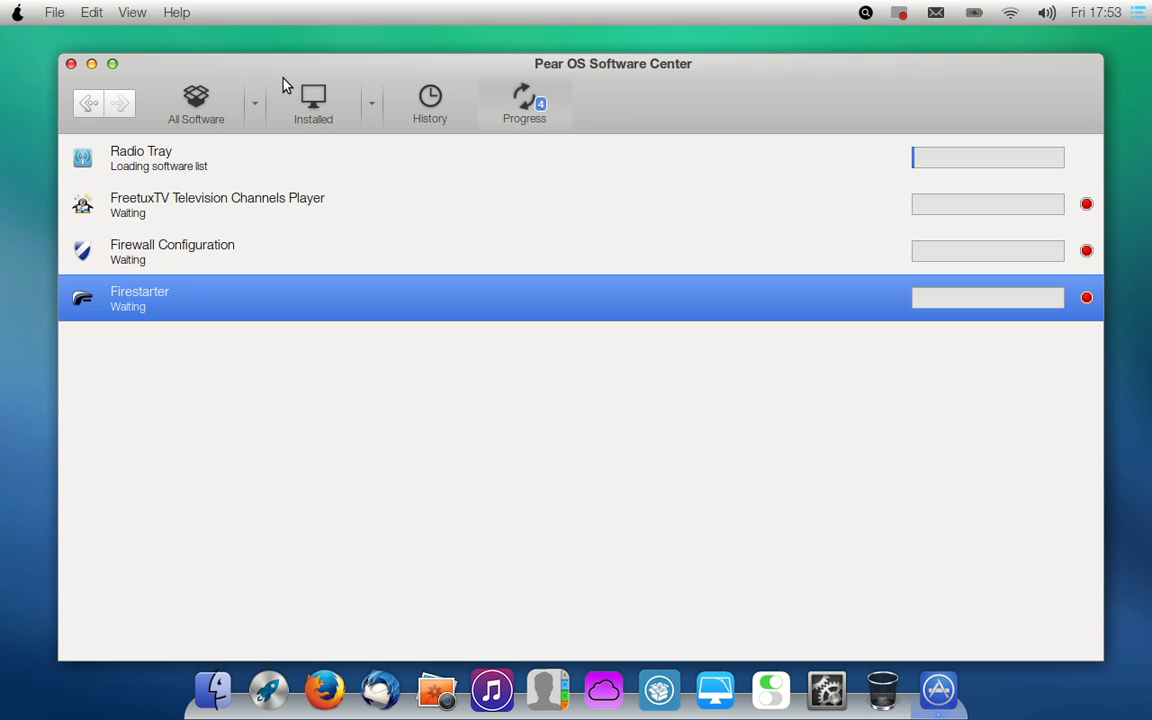 File Edit View Help Fri 17:53
Pear OS Software Center
All Software Installed History Progress 4
Radio Tray
Loading software list
FreetuxTV Television Channels Player
Waiting
Firewall Configuration
Waiting
Firestarter
Waiting